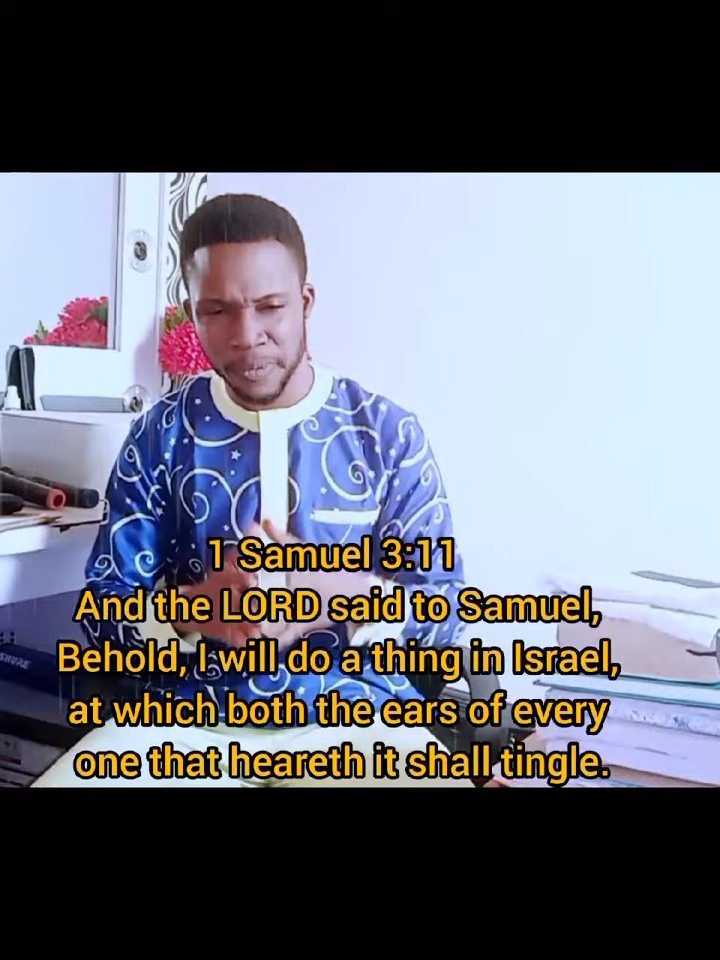 1 Samuel 3:11
And the LORD said to Samuel,
Behold, I will do a thing in Israel,
at which both the ears of every
one that heareth it shall tingle.
SHURE